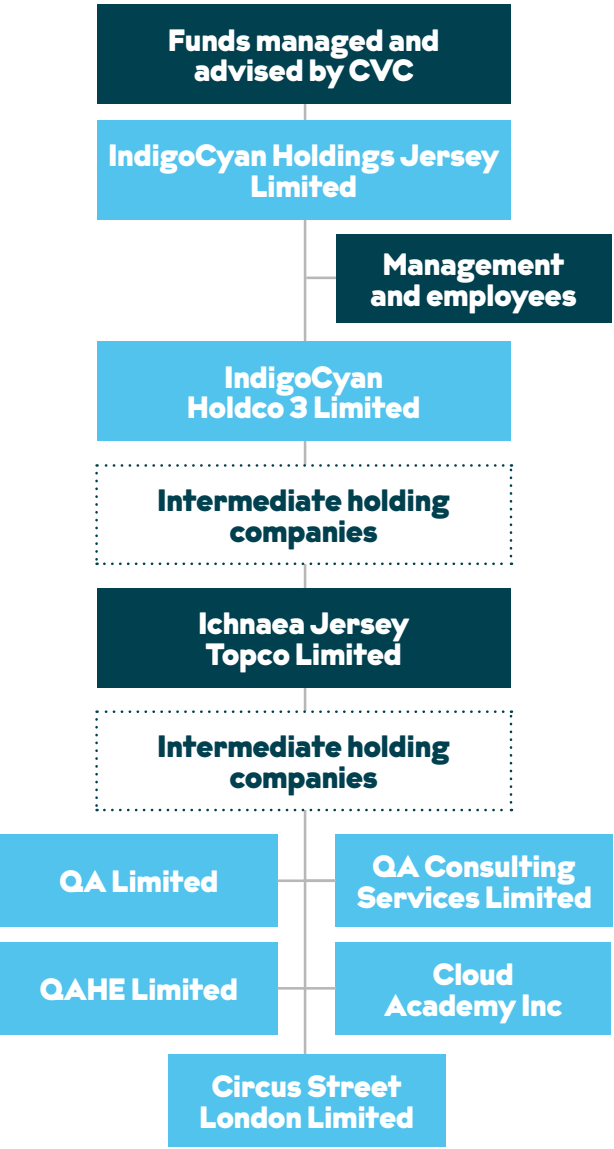 Funds managed and
advised by CVC
IndigoCyan Holdings Jersey
Limited
Management
and employees
IndigoCyan
Holdco 3 Limited
Intermediate holding
companies
Ichnaea Jersey
Topco Limited
Intermediate holding
companies
QA Limited
QA Consulting
Services Limited
QAHE Limited
Cloud
Academy Inc
Circus Street
London Limited